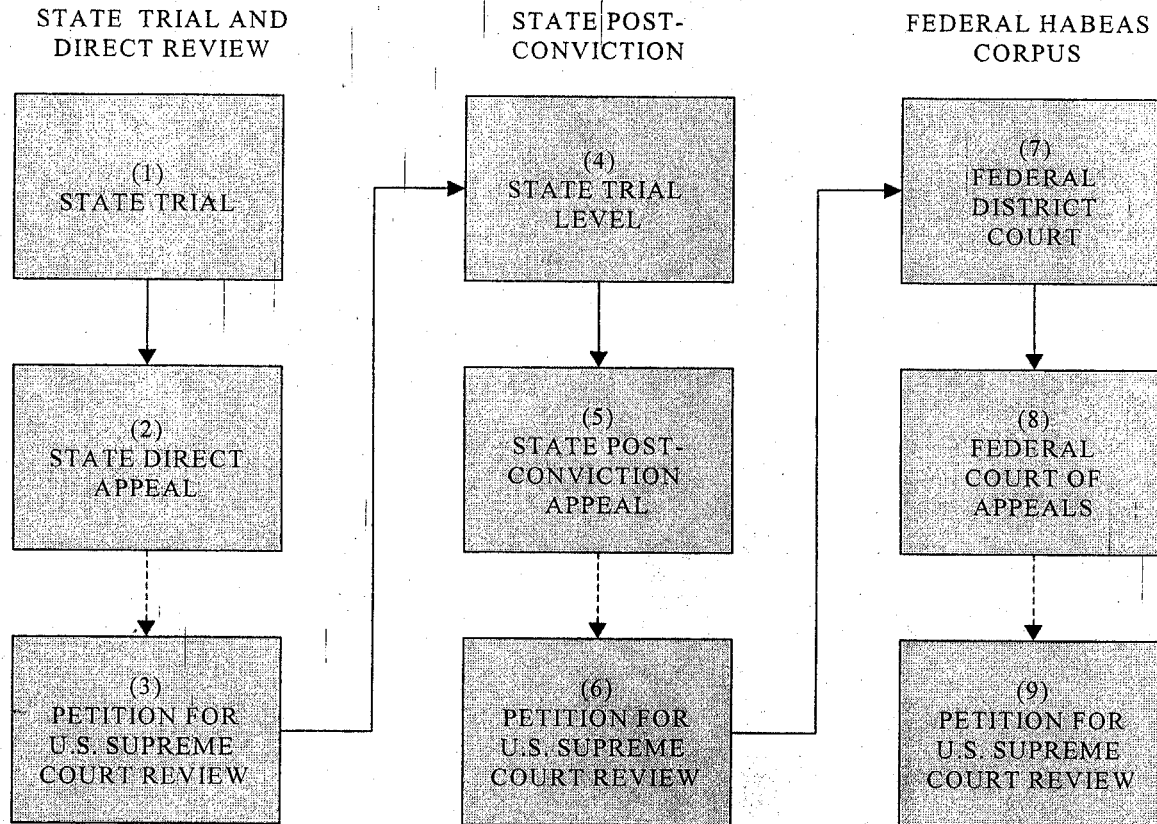 STATE TRIAL AND
DIRECT REVIEW
(1)
STATE TRIAL
(2)
STATE DIRECT
APPEAL
(3)
PETITION FOR
U.S. SUPREME
COURT REVIEW
STATE POST-
CONVICTION
(4)
STATE TRIAL
LEVEL
(5)
STATE POST-
CONVICTION
APPEAL
(6)
PETITION FOR
U.S. SUPREME
COURT REVIEW
FEDERAL HABEAS
CORPUS
(7)
FEDERAL
DISTRICT
COURT
(8)
FEDERAL
COURT OF
APPEALS
(9)
PETITION FOR
U.S. SUPREME
COURT REVIEW